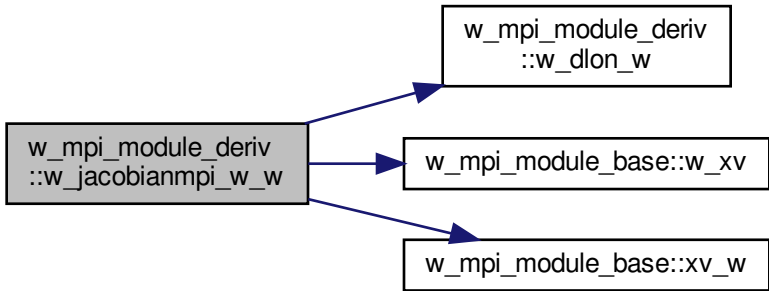 w_mpi_module_deriv
::w_jacobianmpi_w_w
w_mpi_module_deriv
::w_dlon_w
w_mpi_module_base::w_xv
w_mpi_module_base::xv_w